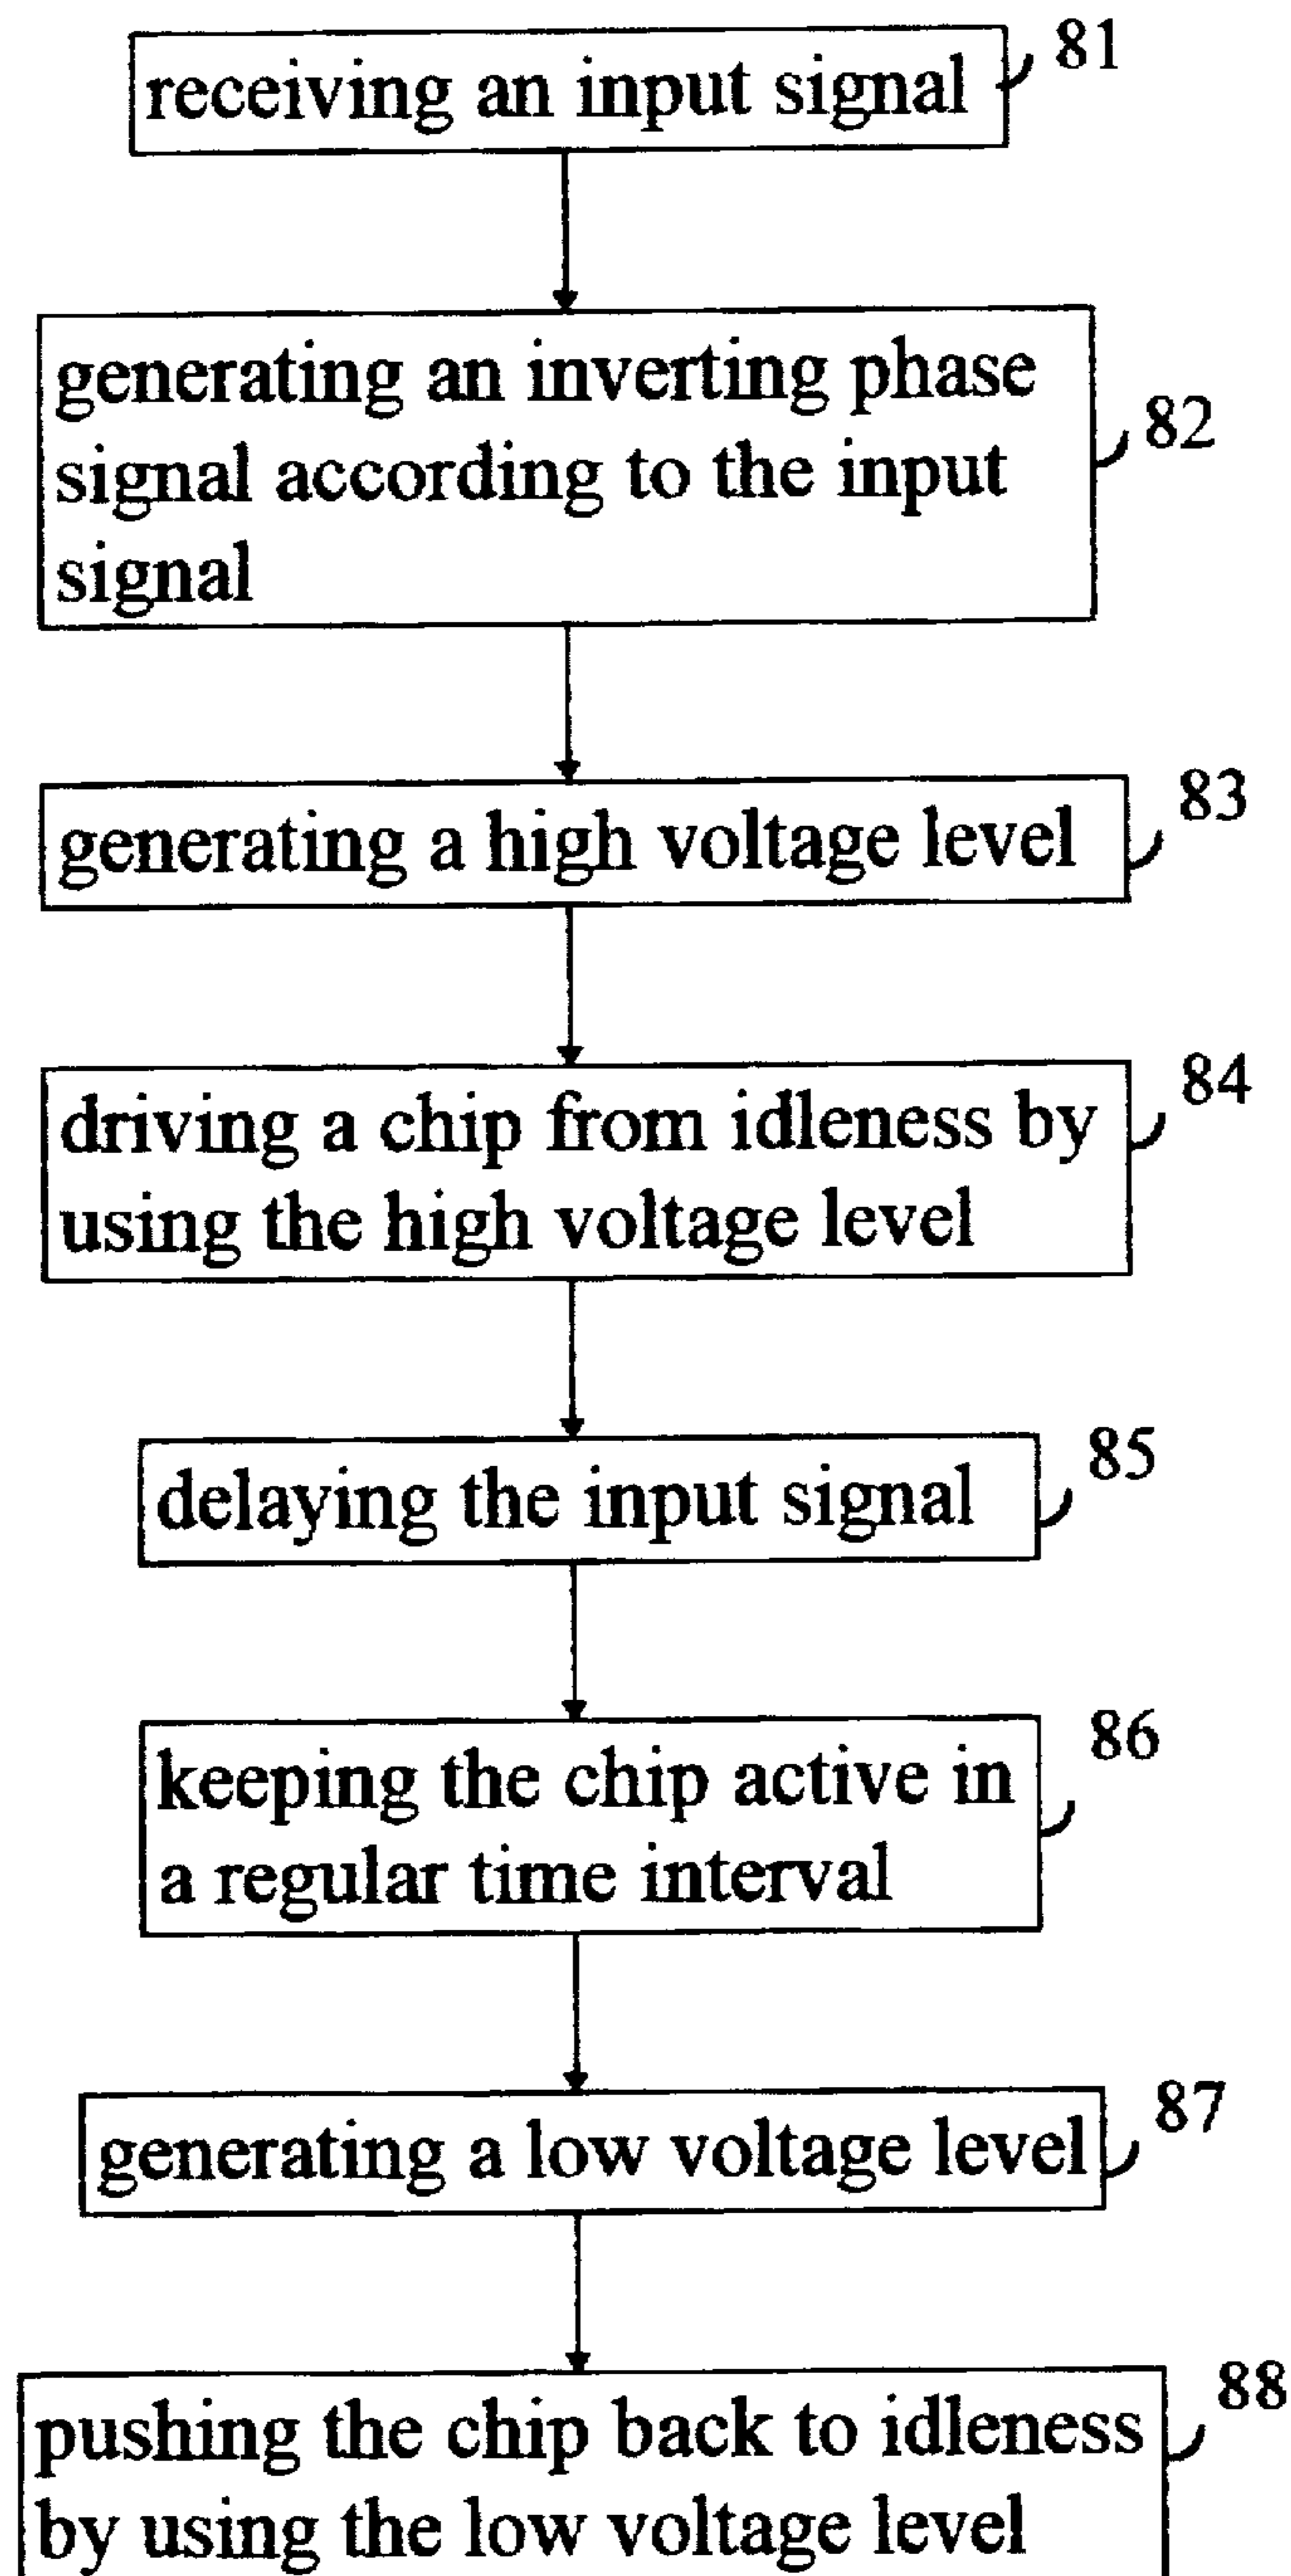 81
receiving an input signal
82
generating an inverting phase
signal according to the input
signal
83
generating a high voltage level
84
driving a chip from idleness by
using the high voltage level
85
delaying the input signal
86
keeping the chip active in
a regular time interval
87
generating a low voltage level
88
pushing the chip back to idleness
by using the low voltage level